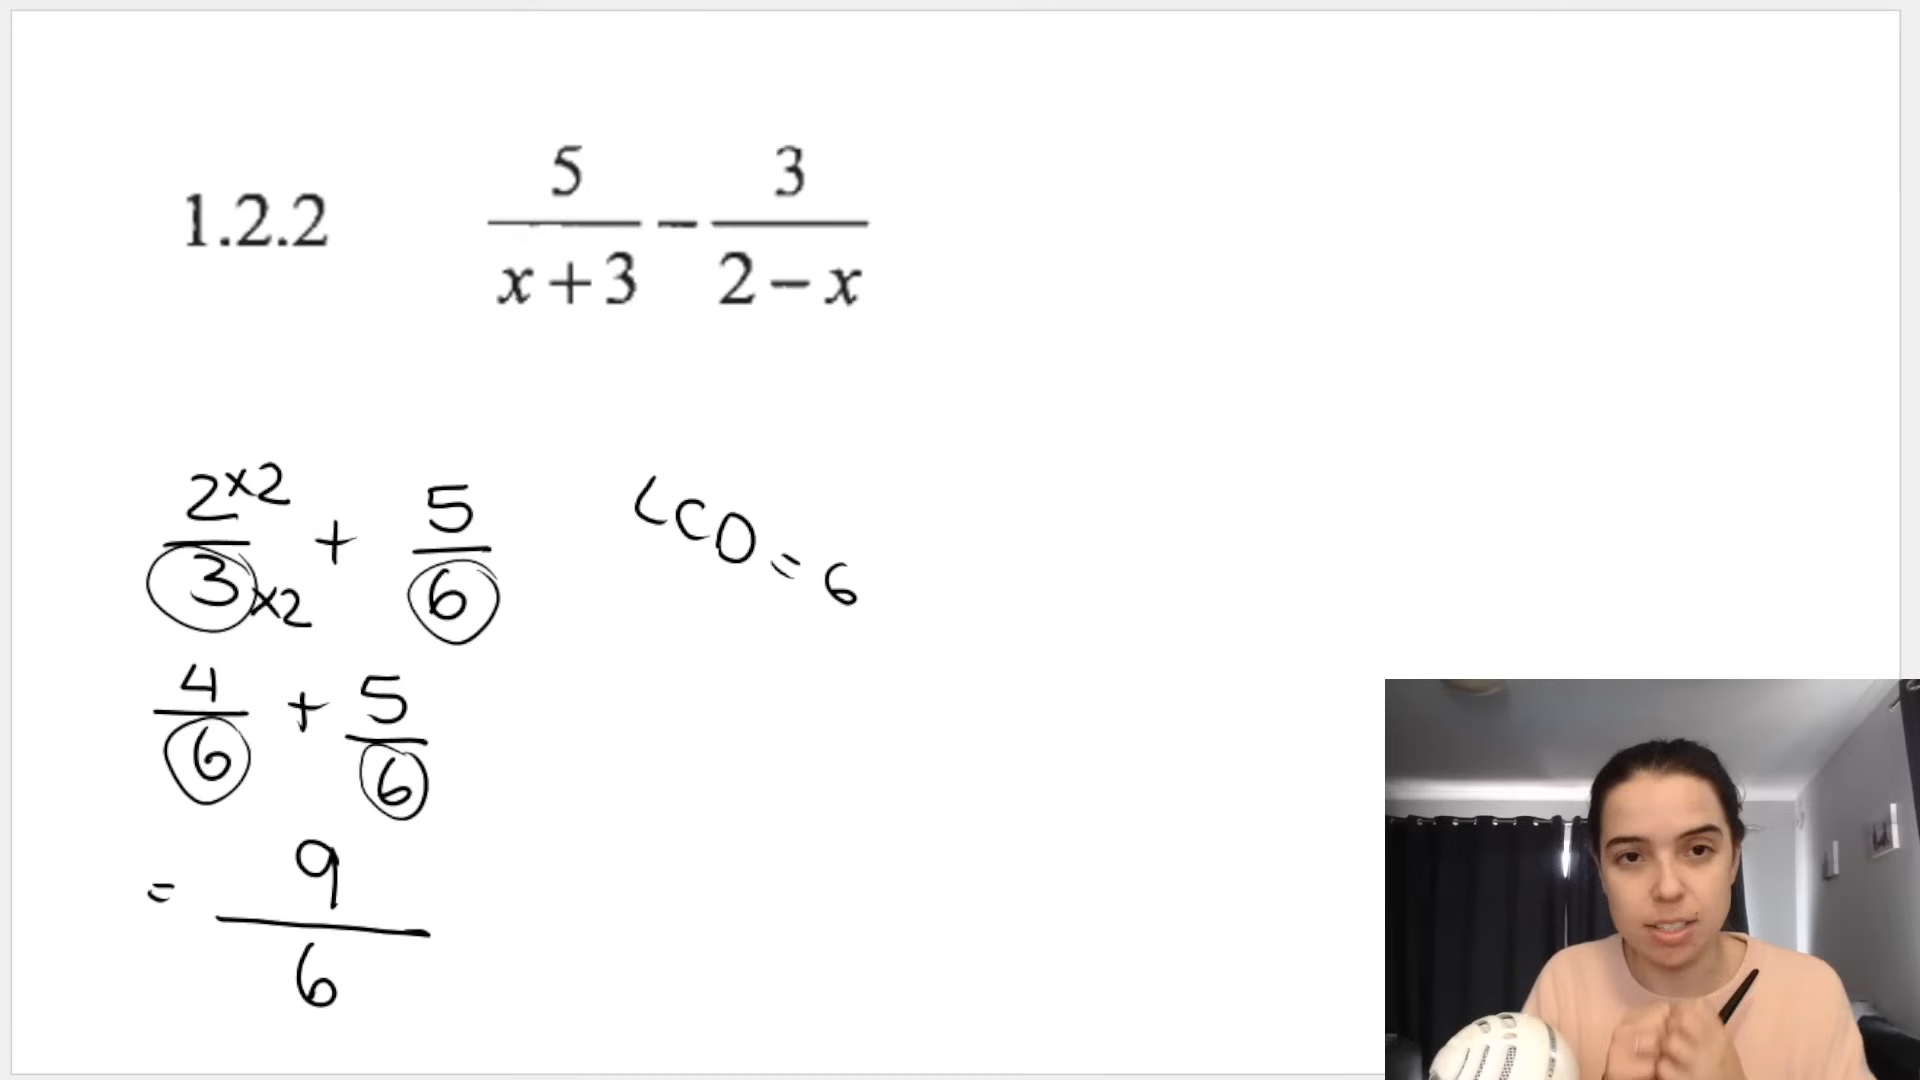 1.2.2 5/(x+3) − 3/(2−x)
2×2/3×2 + 5/6 LCD = 6
4/6 + 5/6
= 9/6